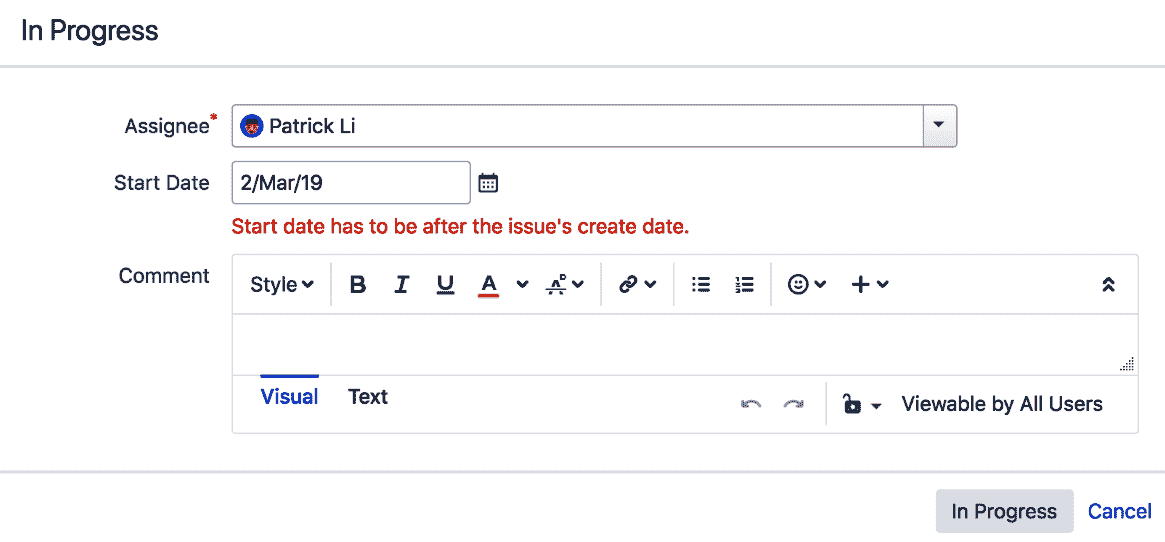 In Progress
Assignee* Patrick Li
Start Date 2/Mar/19
Start date has to be after the issue's create date.
Comment Style B I U A
Visual Text Viewable by All Users
In Progress Cancel